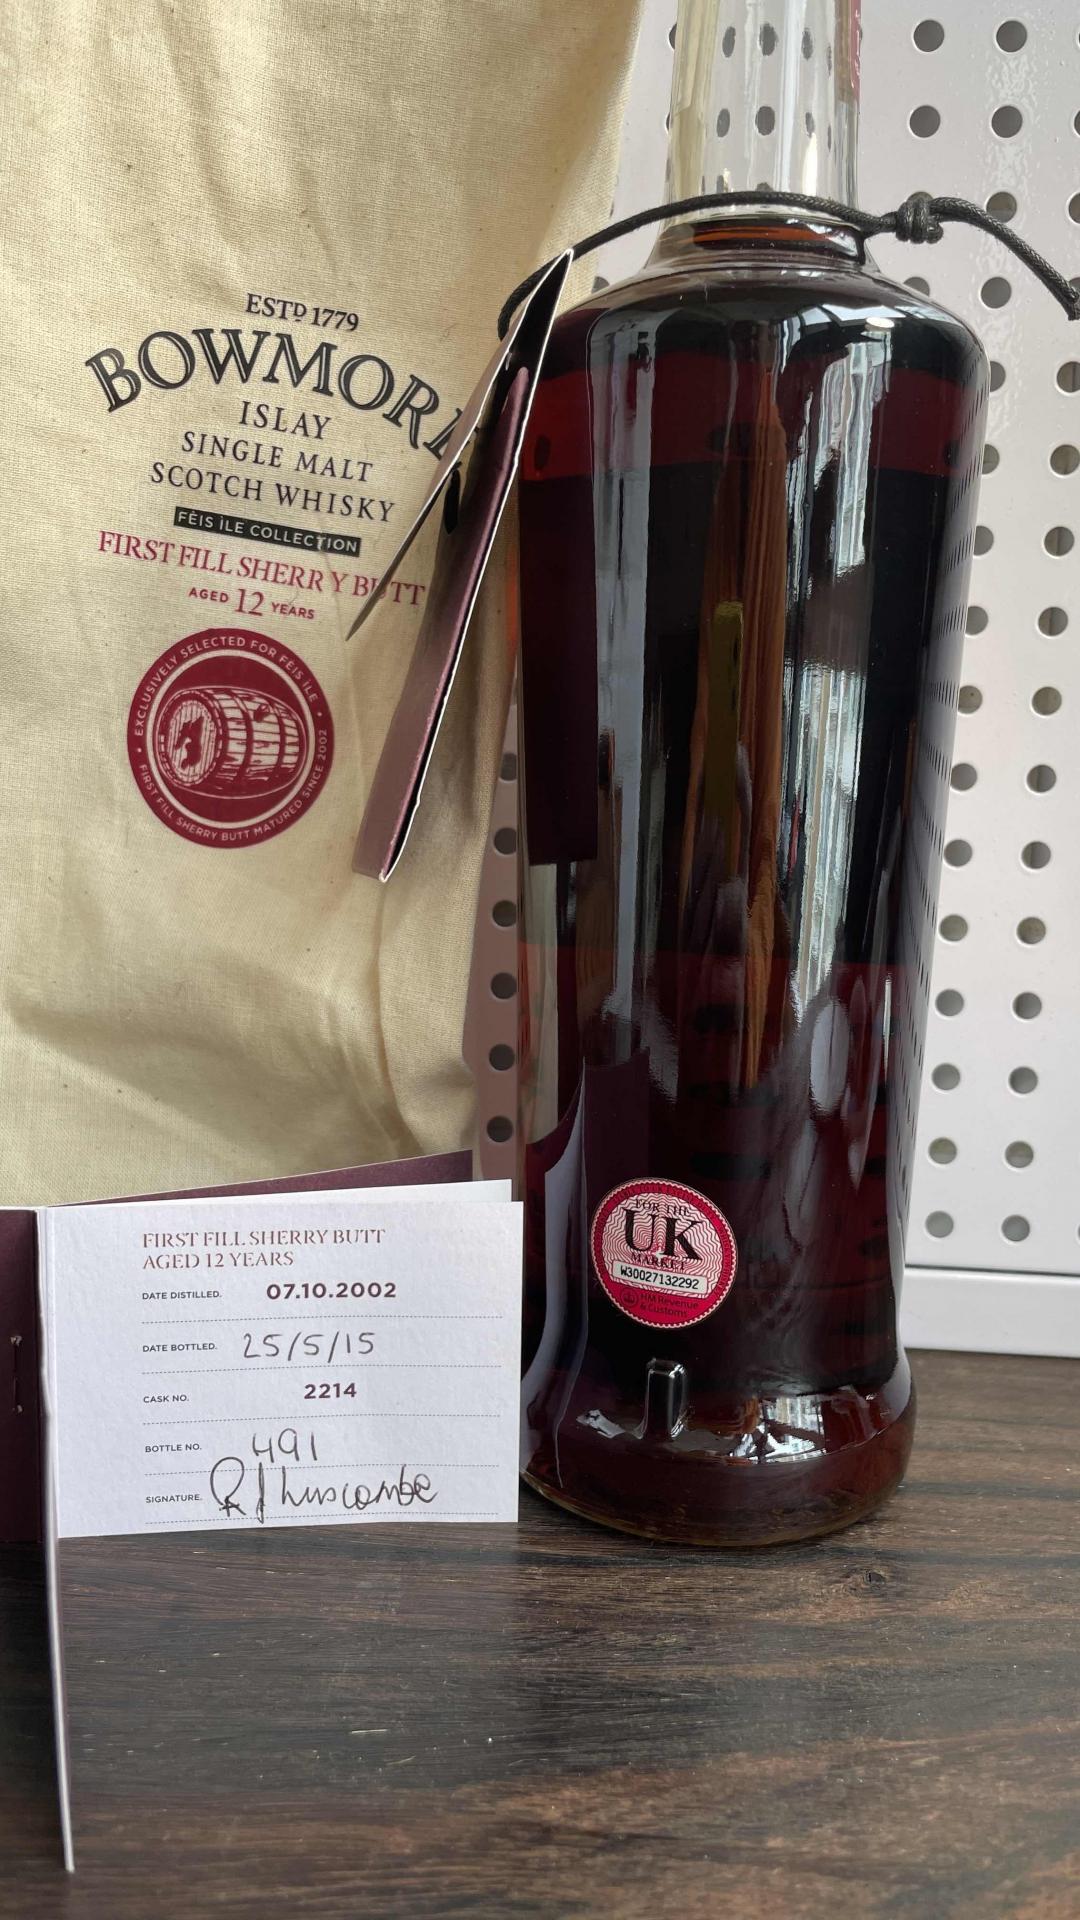 ESTD 1779
BOWMORE
ISLAY
SINGLE MALT
SCOTCH WHISKY
FÈIS ÌLE COLLECTION
FIRST FILL SHERRY BUTT
AGED 12 YEARS
EXCLUSIVELY SELECTED FOR FÈIS ÌLE
FIRST FILL SHERRY BUTT MATURED SINCE 2002
FOR THE
UK
MARKET
W30027132292
HM Revenue
& Customs
FIRST FILL SHERRY BUTT
AGED 12 YEARS
DATE DISTILLED. 07.10.2002
DATE BOTTLED. 25/5/15
CASK NO. 2214
BOTTLE NO. 491
SIGNATURE.